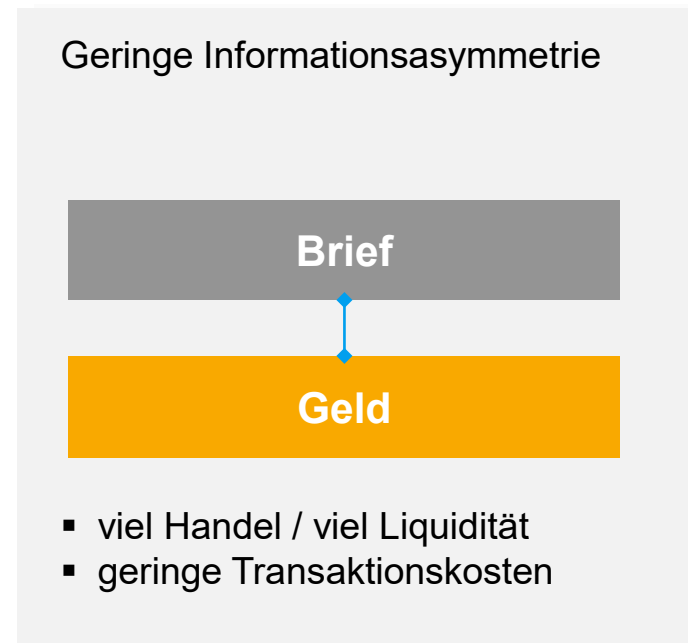 Geringe Informationsasymmetrie
Brief
Geld
▪ viel Handel / viel Liquidität
▪ geringe Transaktionskosten